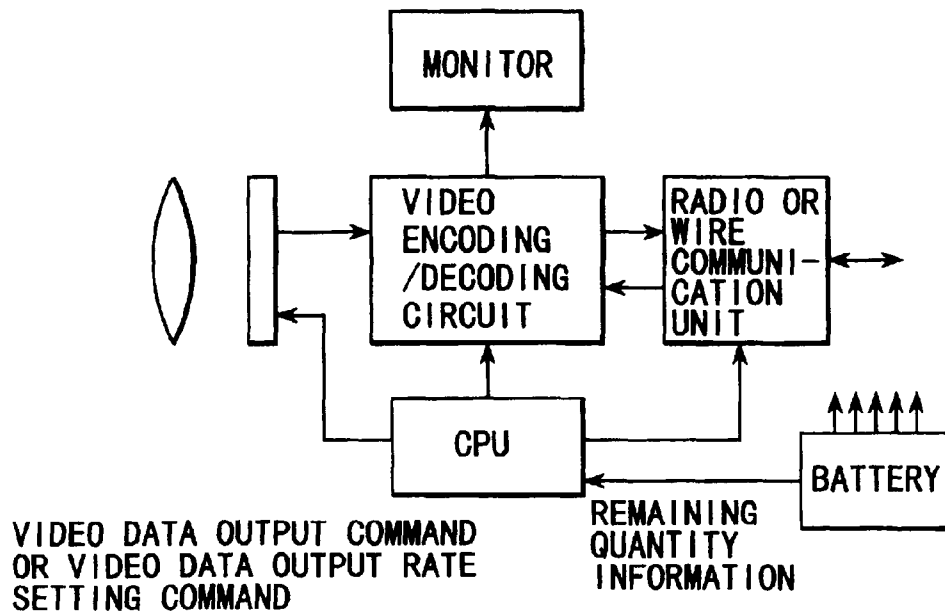 MONITOR
VIDEO
ENCODING
/DECODING
CIRCUIT
RADIO OR
WIRE
COMMUNI-
CATION
UNIT
CPU
BATTERY
REMAINING
QUANTITY
INFORMATION
VIDEO DATA OUTPUT COMMAND
OR VIDEO DATA OUTPUT RATE
SETTING COMMAND